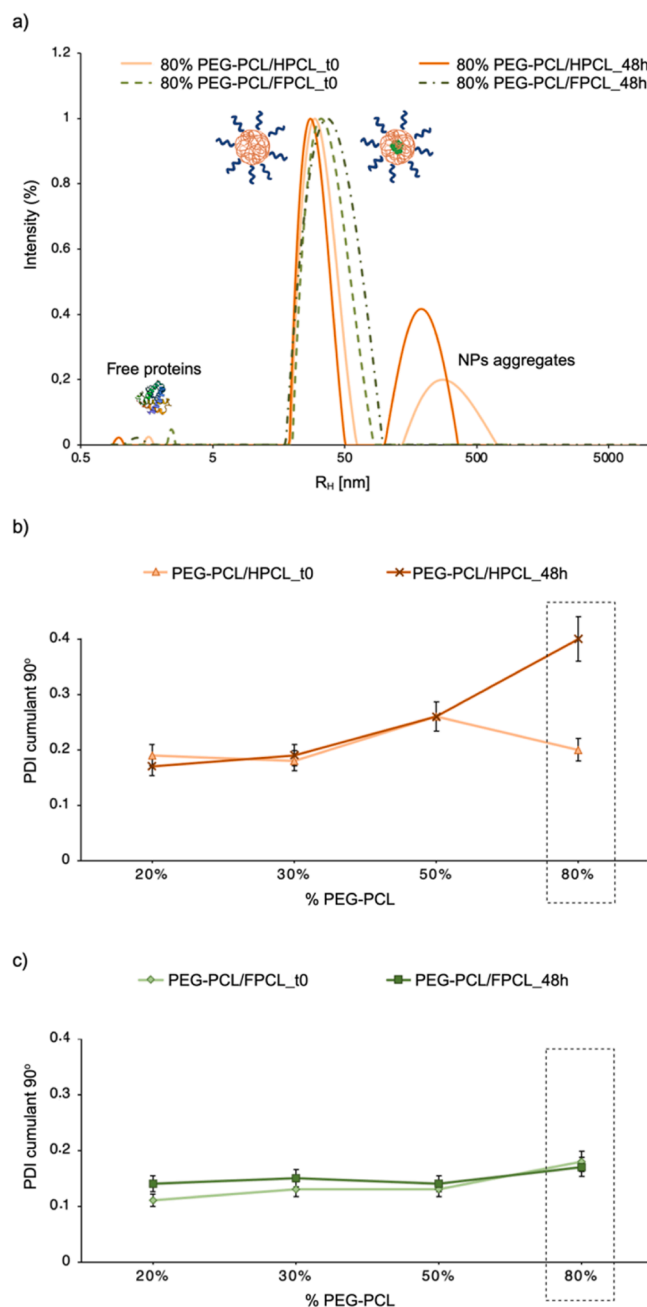 a)
80% PEG-PCL/HPCL_t0
80% PEG-PCL/HPCL_48h
80% PEG-PCL/FPCL_t0
80% PEG-PCL/FPCL_48h
1.2
1
0.8
0.6
0.4
0,2
0
Intensity (%)
Free proteins
NPs aggregates
0.5
5
50
500
5000
RH [nm]
b)
PEG-PCL/HPCL_t0
PEG-PCL/HPCL_48h
0.4
0.3
0.2
0.1
0
PDI cumulant 90º
20%
30%
50%
80%
% PEG-PCL
c)
PEG-PCL/FPCL_t0
PEG-PCL/FPCL_48h
0.4
0.3
0.2
0.1
0
PDI cumulant 90º
20%
30%
50%
80%
% PEG-PCL